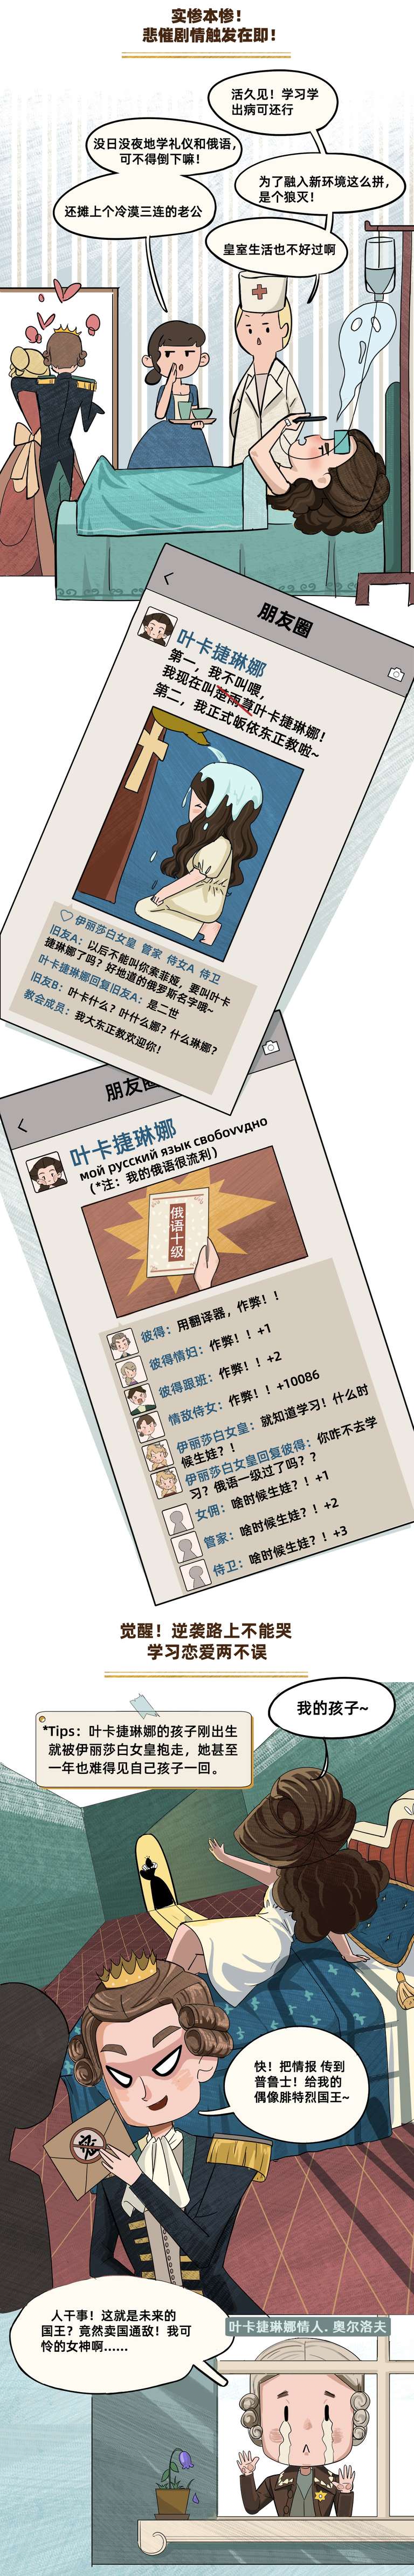 实惨本惨！
悲催剧情触发在即！
活久见！学习学
出病可还行
没日没夜地学礼仪和俄语，
可不得倒下嘛！
为了融入新环境这么拼，
是个狼灭！
还摊上个冷漠三连的老公
皇室生活也不好过啊
朋友圈
叶卡捷琳娜
第一，我不叫喂，
我现在叫楚雨荨叶卡捷琳娜！
第二，我正式皈依东正教啦~
伊丽莎白女皇 管家 侍女A 侍卫
旧友A：以后不能叫你索菲娅，要叫叶卡
捷琳娜了吗？好地道的俄罗斯名字哦~
叶卡捷琳娜回复旧友A：是二世
旧友B：叶卡什么？叶什么娜？什么琳娜？
教会成员：我大东正教欢迎你！
朋友圈
叶卡捷琳娜
мой русский язык свобоvvдно
（*注：我的俄语很流利）
俄语十级
彼得：用翻译器，作弊！！
彼得情妇：作弊！！+1
彼得跟班：作弊！！+2
情敌侍女：作弊！！+10086
伊丽莎白女皇：就知道学习！什么时
候生娃？！
伊丽莎白女皇回复彼得：你咋不去学
习？俄语一级过了吗？？
女佣：啥时候生娃？！+1
管家：啥时候生娃？！+2
侍卫：啥时候生娃？！+3
觉醒！逆袭路上不能哭
学习恋爱两不误
我的孩子~
*Tips：叶卡捷琳娜的孩子刚出生
就被伊丽莎白女皇抱走，她甚至
一年也难得见自己孩子一回。
快！把情报 传到
普鲁士！给我的
偶像腓特烈国王~
人干事！这就是未来的
国王？竟然卖国通敌！我可
怜的女神啊……
叶卡捷琳娜情人.奥尔洛夫